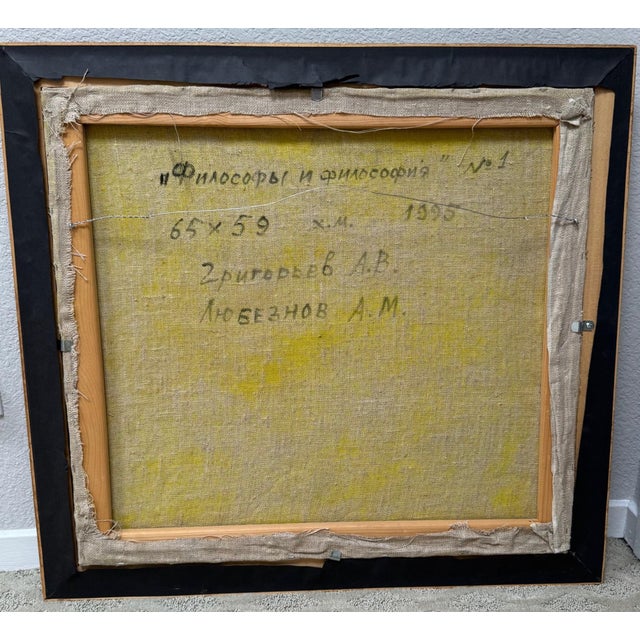 „Философы и философия" №1
65×59 х.м. 1995
Григорьев А.В.
Любезнов А.М.